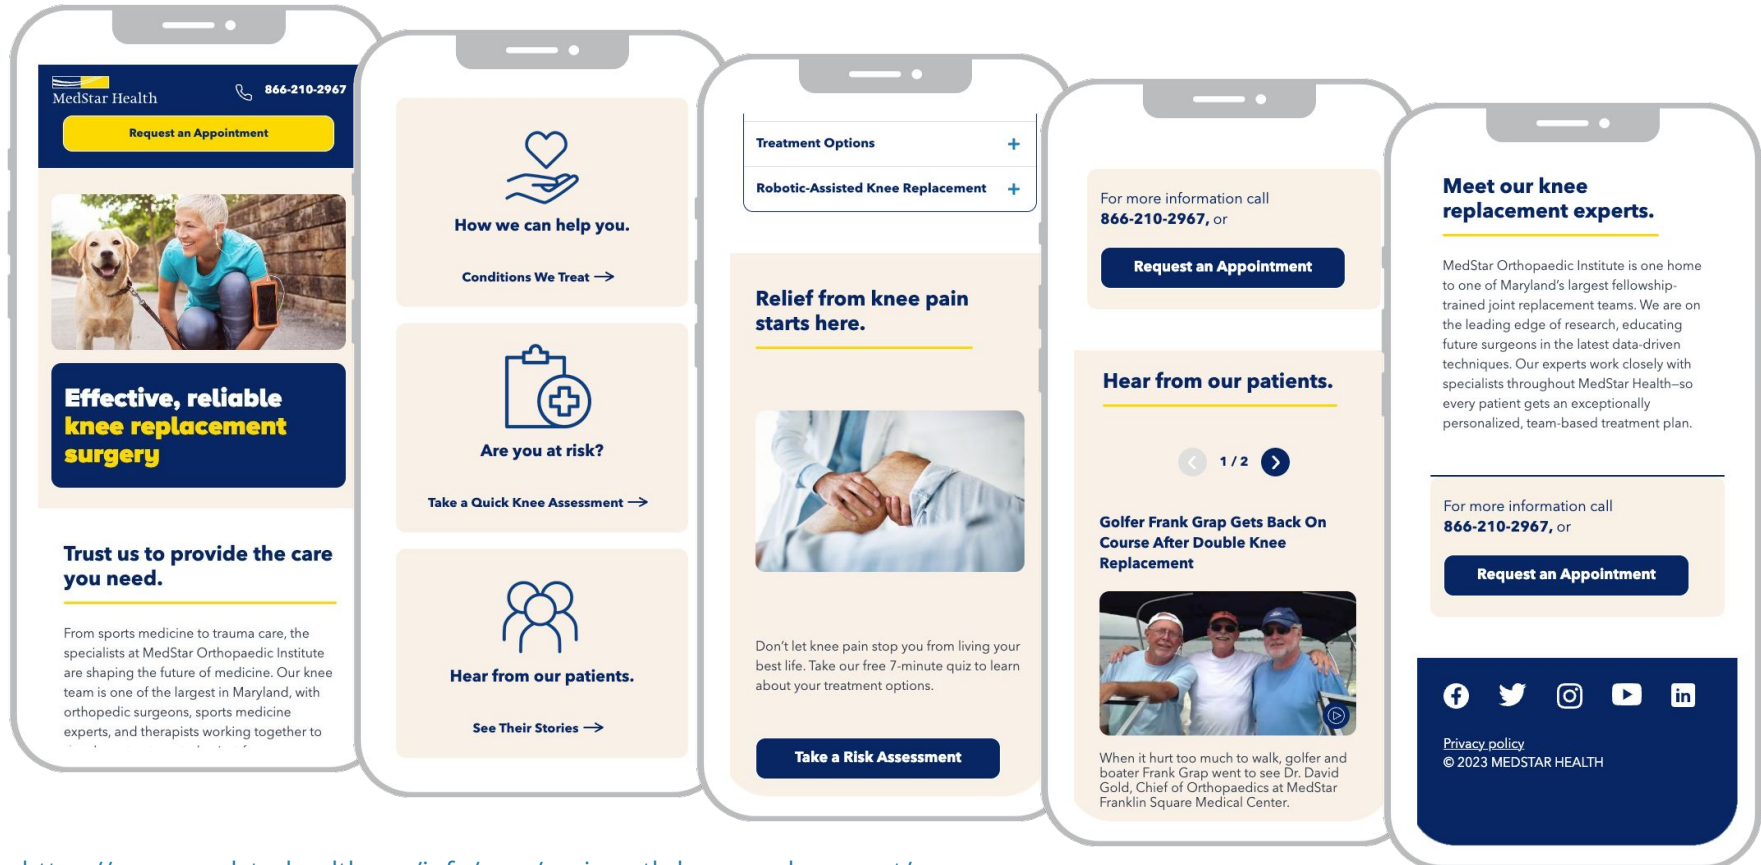 MedStar Health
866-210-2967
Request an Appointment
Effective, reliable
knee replacement
surgery
Trust us to provide the care
you need.
From sports medicine to trauma care, the
specialists at MedStar Orthopaedic Institute
are shaping the future of medicine. Our knee
team is one of the largest in Maryland, with
orthopedic surgeons, sports medicine
experts, and therapists working together to
How we can help you.
Conditions We Treat →
Are you at risk?
Take a Quick Knee Assessment →
Hear from our patients.
See Their Stories →
Treatment Options +
Robotic-Assisted Knee Replacement +
Relief from knee pain
starts here.
Don't let knee pain stop you from living your
best life. Take our free 7-minute quiz to learn
about your treatment options.
Take a Risk Assessment
For more information call
866-210-2967, or
Request an Appointment
Hear from our patients.
1 / 2
Golfer Frank Grap Gets Back On
Course After Double Knee
Replacement
When it hurt too much to walk, golfer and
boater Frank Grap went to see Dr. David
Gold, Chief of Orthopaedics at MedStar
Franklin Square Medical Center.
Meet our knee
replacement experts.
MedStar Orthopaedic Institute is one home
to one of Maryland's largest fellowship-
trained joint replacement teams. We are on
the leading edge of research, educating
future surgeons in the latest data-driven
techniques. Our experts work closely with
specialists throughout MedStar Health—so
every patient gets an exceptionally
personalized, team-based treatment plan.
For more information call
866-210-2967, or
Request an Appointment
Privacy policy
© 2023 MEDSTAR HEALTH